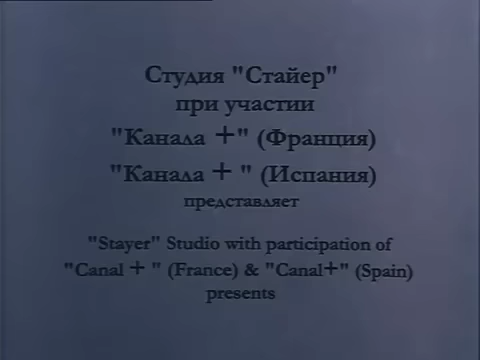 Студия "Стайер"
при участии
"Канала +" (Франция)
"Канала + " (Испания)
представляет
"Stayer" Studio with participation of
"Canal + " (France) & "Canal+" (Spain)
presents